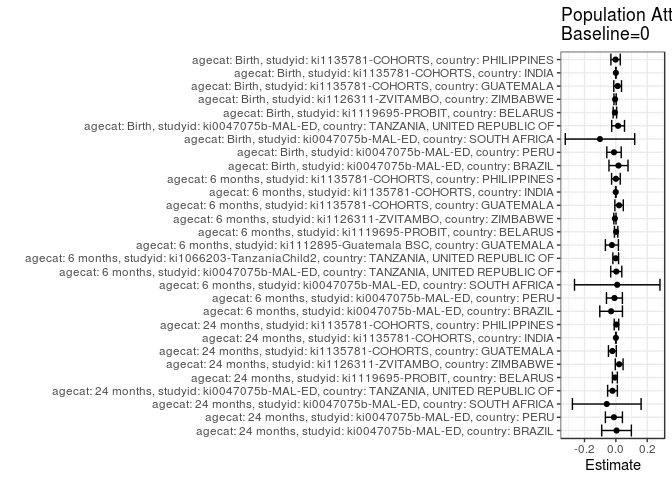 Population Att
Baseline=0
agecat: Birth, studyid: ki1135781-COHORTS, country: PHILIPPINES
agecat: Birth, studyid: ki1135781-COHORTS, country: INDIA
agecat: Birth, studyid: ki1135781-COHORTS, country: GUATEMALA
agecat: Birth, studyid: ki1126311-ZVITAMBO, country: ZIMBABWE
agecat: Birth, studyid: ki1119695-PROBIT, country: BELARUS
agecat: Birth, studyid: ki0047075b-MAL-ED, country: TANZANIA, UNITED REPUBLIC OF
agecat: Birth, studyid: ki0047075b-MAL-ED, country: SOUTH AFRICA
agecat: Birth, studyid: ki0047075b-MAL-ED, country: PERU
agecat: Birth, studyid: ki0047075b-MAL-ED, country: BRAZIL
agecat: 6 months, studyid: ki1135781-COHORTS, country: PHILIPPINES
agecat: 6 months, studyid: ki1135781-COHORTS, country: INDIA
agecat: 6 months, studyid: ki1135781-COHORTS, country: GUATEMALA
agecat: 6 months, studyid: ki1126311-ZVITAMBO, country: ZIMBABWE
agecat: 6 months, studyid: ki1119695-PROBIT, country: BELARUS
agecat: 6 months, studyid: ki1112895-Guatemala BSC, country: GUATEMALA
agecat: 6 months, studyid: ki1066203-TanzaniaChild2, country: TANZANIA, UNITED REPUBLIC OF
agecat: 6 months, studyid: ki0047075b-MAL-ED, country: TANZANIA, UNITED REPUBLIC OF
agecat: 6 months, studyid: ki0047075b-MAL-ED, country: SOUTH AFRICA
agecat: 6 months, studyid: ki0047075b-MAL-ED, country: PERU
agecat: 6 months, studyid: ki0047075b-MAL-ED, country: BRAZIL
agecat: 24 months, studyid: ki1135781-COHORTS, country: PHILIPPINES
agecat: 24 months, studyid: ki1135781-COHORTS, country: INDIA
agecat: 24 months, studyid: ki1135781-COHORTS, country: GUATEMALA
agecat: 24 months, studyid: ki1126311-ZVITAMBO, country: ZIMBABWE
agecat: 24 months, studyid: ki1119695-PROBIT, country: BELARUS
agecat: 24 months, studyid: ki0047075b-MAL-ED, country: TANZANIA, UNITED REPUBLIC OF
agecat: 24 months, studyid: ki0047075b-MAL-ED, country: SOUTH AFRICA
agecat: 24 months, studyid: ki0047075b-MAL-ED, country: PERU
agecat: 24 months, studyid: ki0047075b-MAL-ED, country: BRAZIL
-0.2 0.0 0.2
Estimate